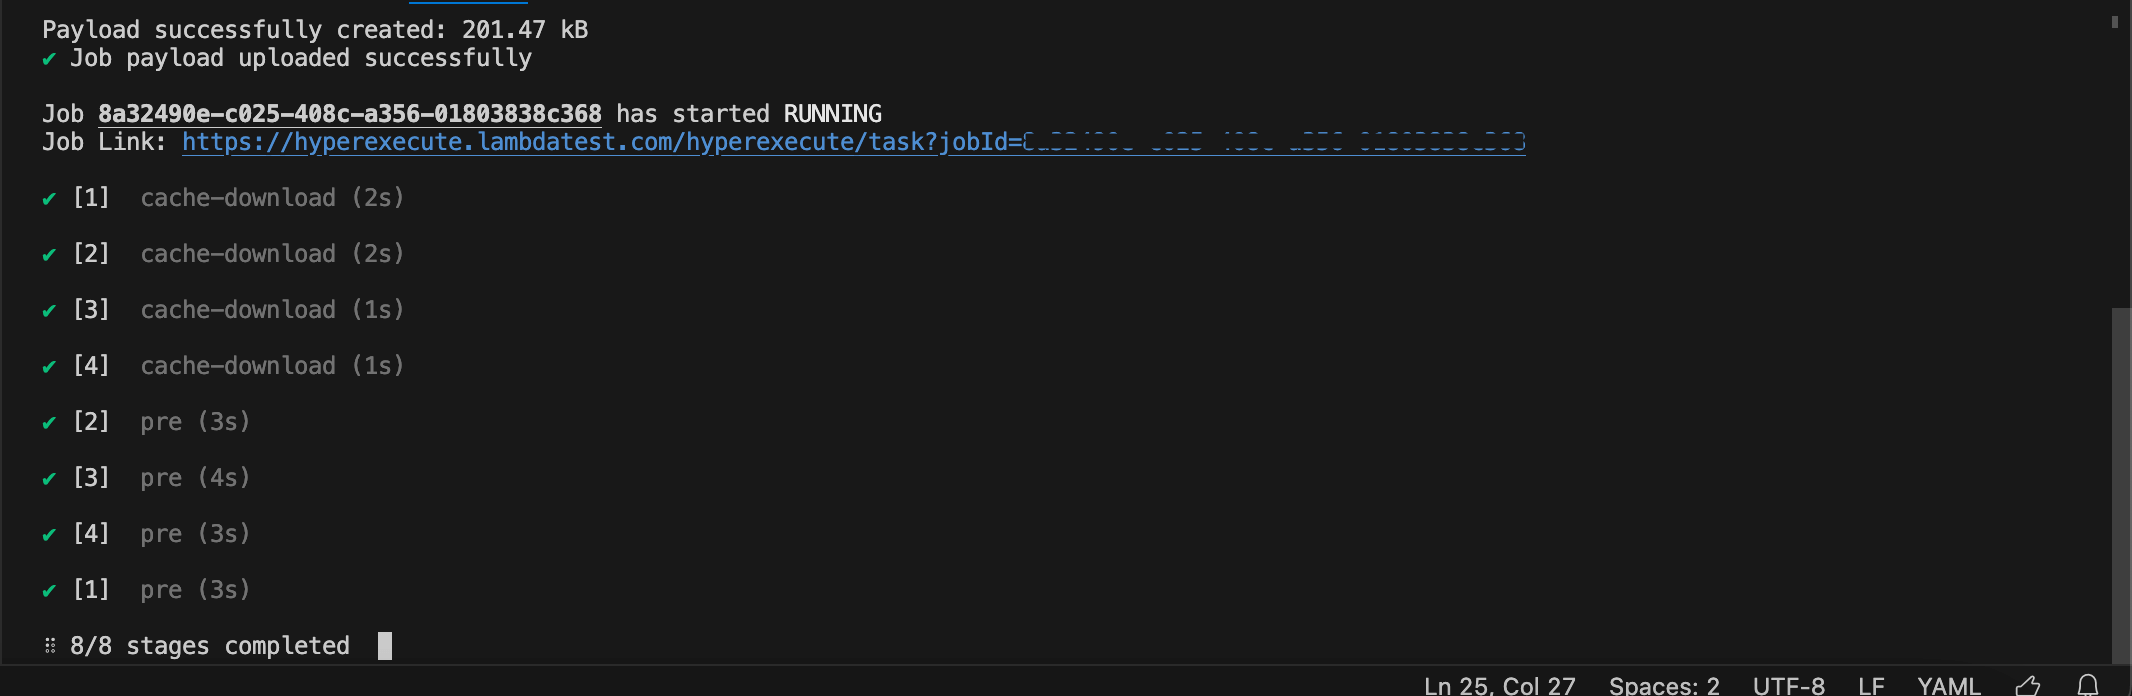 Payload successfully created: 201.47 kB
✔ Job payload uploaded successfully
Job 8a32490e-c025-408c-a356-01803838c368 has started RUNNING
Job Link: https://hyperexecute.lambdatest.com/hyperexecute/task?jobId=
✔ [1] cache-download (2s)
✔ [2] cache-download (2s)
✔ [3] cache-download (1s)
✔ [4] cache-download (1s)
✔ [2] pre (3s)
✔ [3] pre (4s)
✔ [4] pre (3s)
✔ [1] pre (3s)
⠿ 8/8 stages completed
Ln 25, Col 27 Spaces: 2 UTF-8 LF YAML